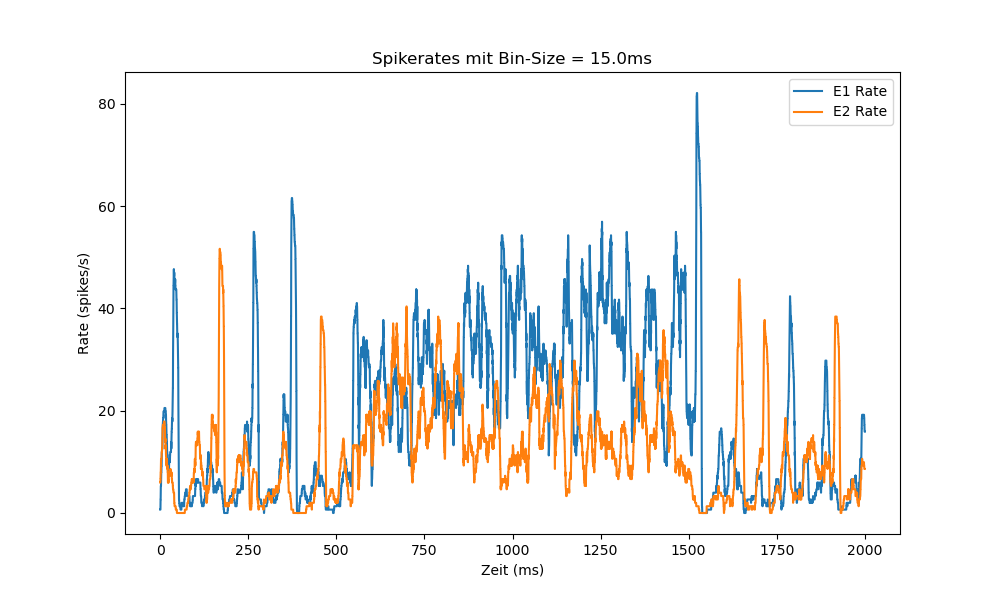 Spikerates mit Bin-Size = 15.0ms
E1 Rate
E2 Rate
Rate (spikes/s)
80
60
40
20
0
0 250 500 750 1000 1250 1500 1750 2000
Zeit (ms)